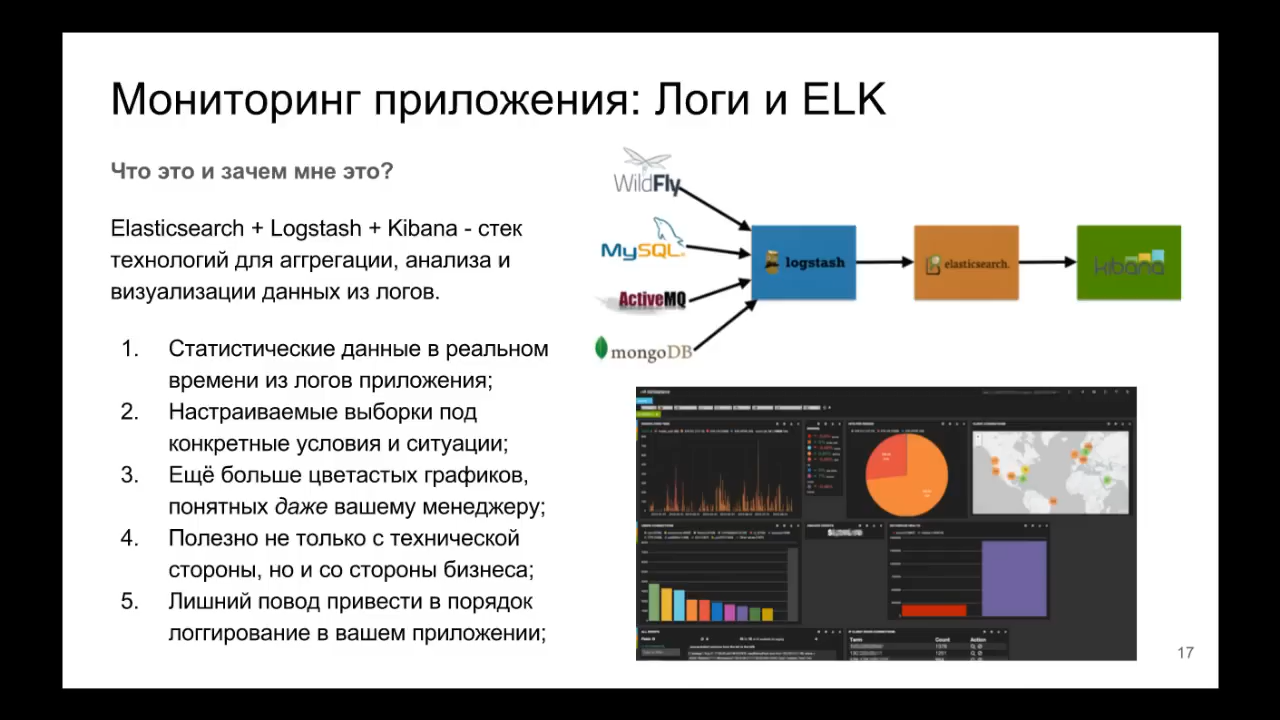 Мониторинг приложения: Логи и ELK
Что это и зачем мне это?
Elasticsearch + Logstash + Kibana - стек
технологий для аггрегации, анализа и
визуализации данных из логов.
1. Статистические данные в реальном
времени из логов приложения;
2. Настраиваемые выборки под
конкретные условия и ситуации;
3. Ещё больше цветастых графиков,
понятных даже вашему менеджеру;
4. Полезно не только с технической
стороны, но и со стороны бизнеса;
5. Лишний повод привести в порядок
логгирование в вашем приложении;
WildFly
MySQL
ActiveMQ
mongoDB
logstash
elasticsearch.
kibana
Term Count Action
17